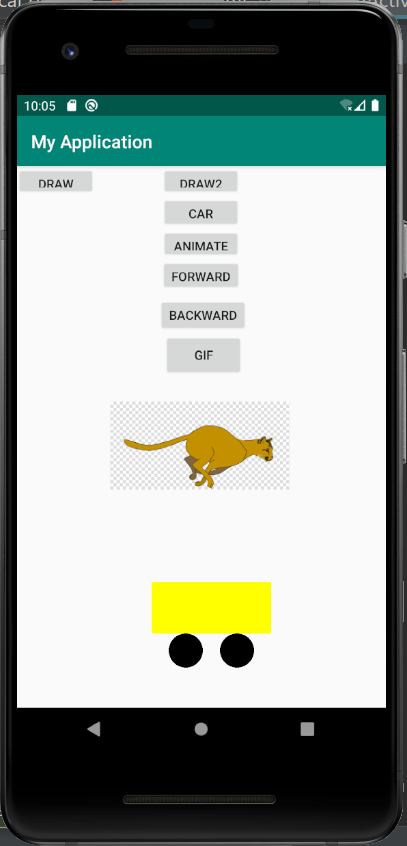 10:05
My Application
DRAW DRAW2
CAR
ANIMATE
FORWARD
BACKWARD
GIF